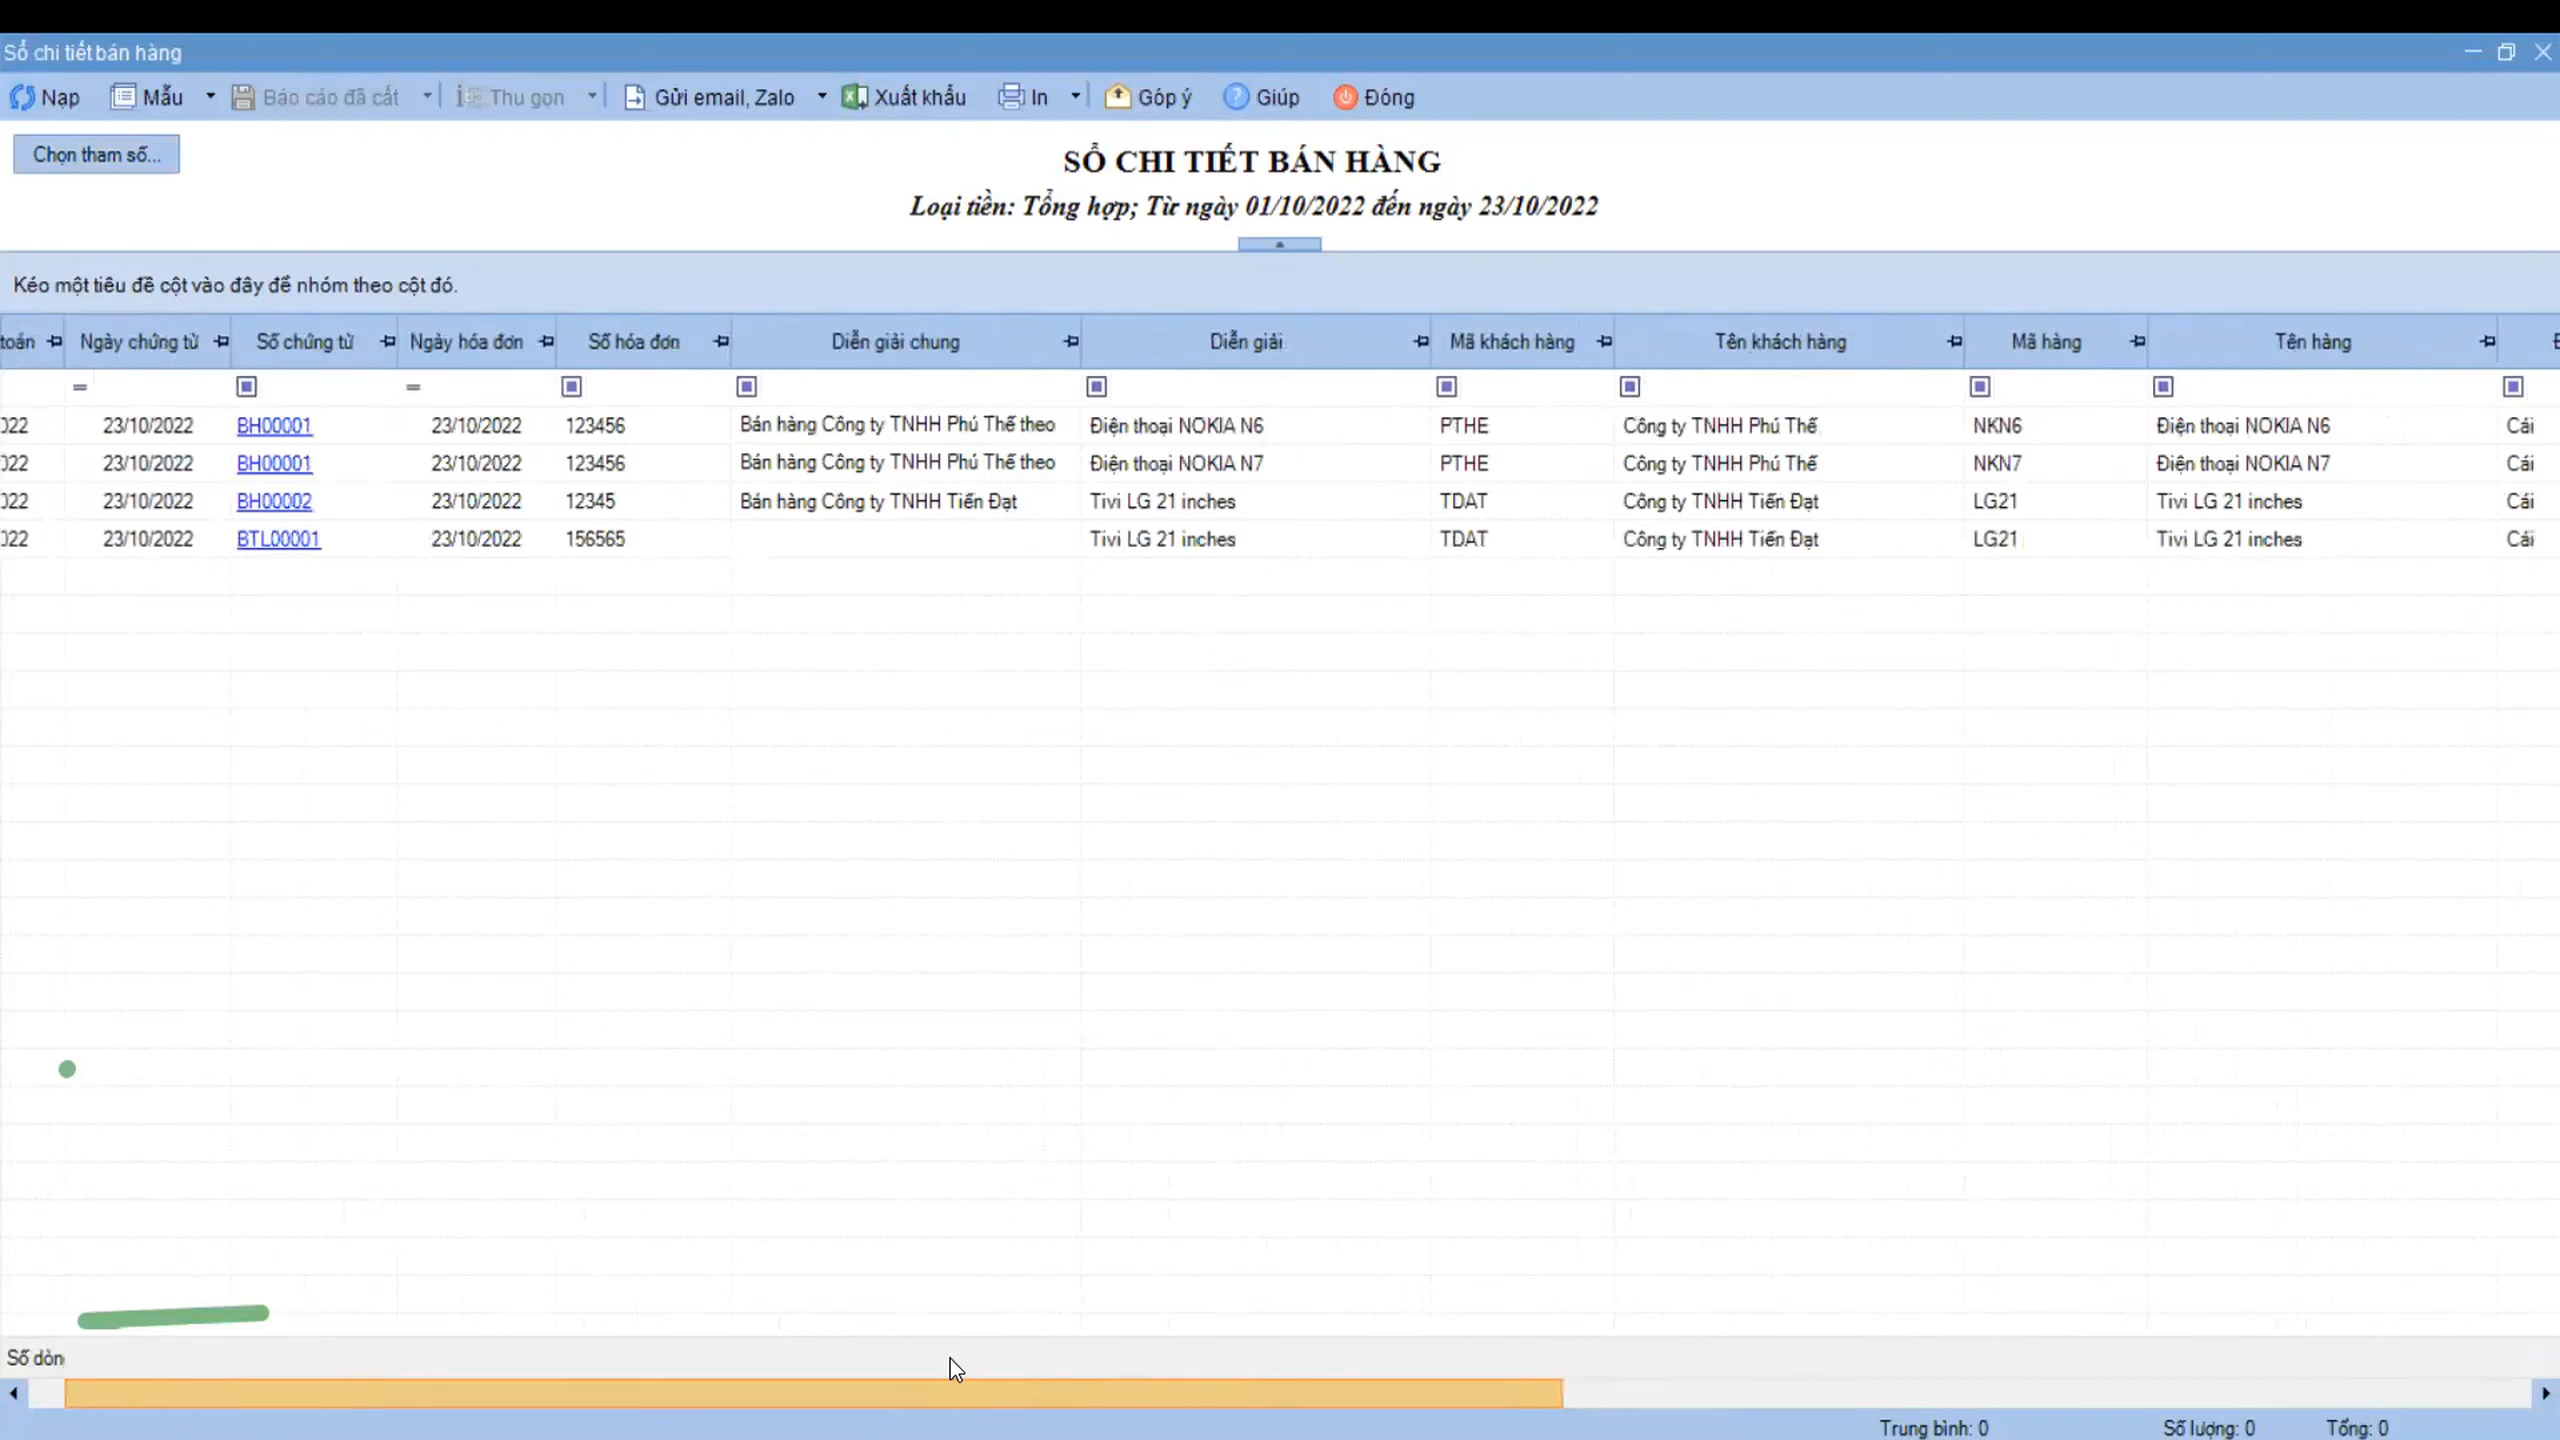 Sổ chi tiết bán hàng
Nạp Mẫu Báo cáo đã cất Thu gọn Gửi email, Zalo Xuất khẩu In Góp ý Giúp Đóng
Chọn tham số...
SỔ CHI TIẾT BÁN HÀNG
Loại tiền: Tổng hợp; Từ ngày 01/10/2022 đến ngày 23/10/2022
Kéo một tiêu đề cột vào đây để nhóm theo cột đó.
toán Ngày chứng từ Số chứng từ Ngày hóa đơn Số hóa đơn Diễn giải chung Diễn giải Mã khách hàng Tên khách hàng Mã hàng Tên hàng
= =
022 23/10/2022 BH00001 23/10/2022 123456 Bán hàng Công ty TNHH Phú Thế theo Điện thoại NOKIA N6 PTHE Công ty TNHH Phú Thế NKN6 Điện thoại NOKIA N6 Cái
022 23/10/2022 BH00001 23/10/2022 123456 Bán hàng Công ty TNHH Phú Thế theo Điện thoại NOKIA N7 PTHE Công ty TNHH Phú Thế NKN7 Điện thoại NOKIA N7 Cái
022 23/10/2022 BH00002 23/10/2022 12345 Bán hàng Công ty TNHH Tiến Đạt Tivi LG 21 inches TDAT Công ty TNHH Tiến Đạt LG21 Tivi LG 21 inches Cái
022 23/10/2022 BTL00001 23/10/2022 156565 Tivi LG 21 inches TDAT Công ty TNHH Tiến Đạt LG21 Tivi LG 21 inches Cái
Số dòn
Trung bình: 0 Số lượng: 0 Tổng: 0